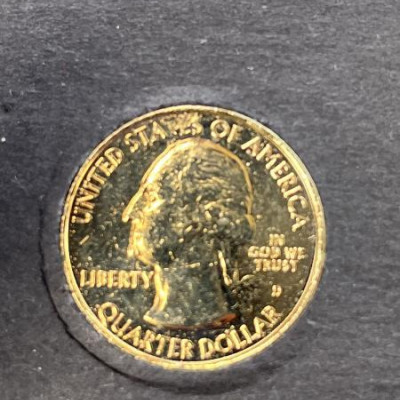 UNITED STATES OF AMERICA
LIBERTY
IN
GOD WE
TRUST
D
QUARTER DOLLAR